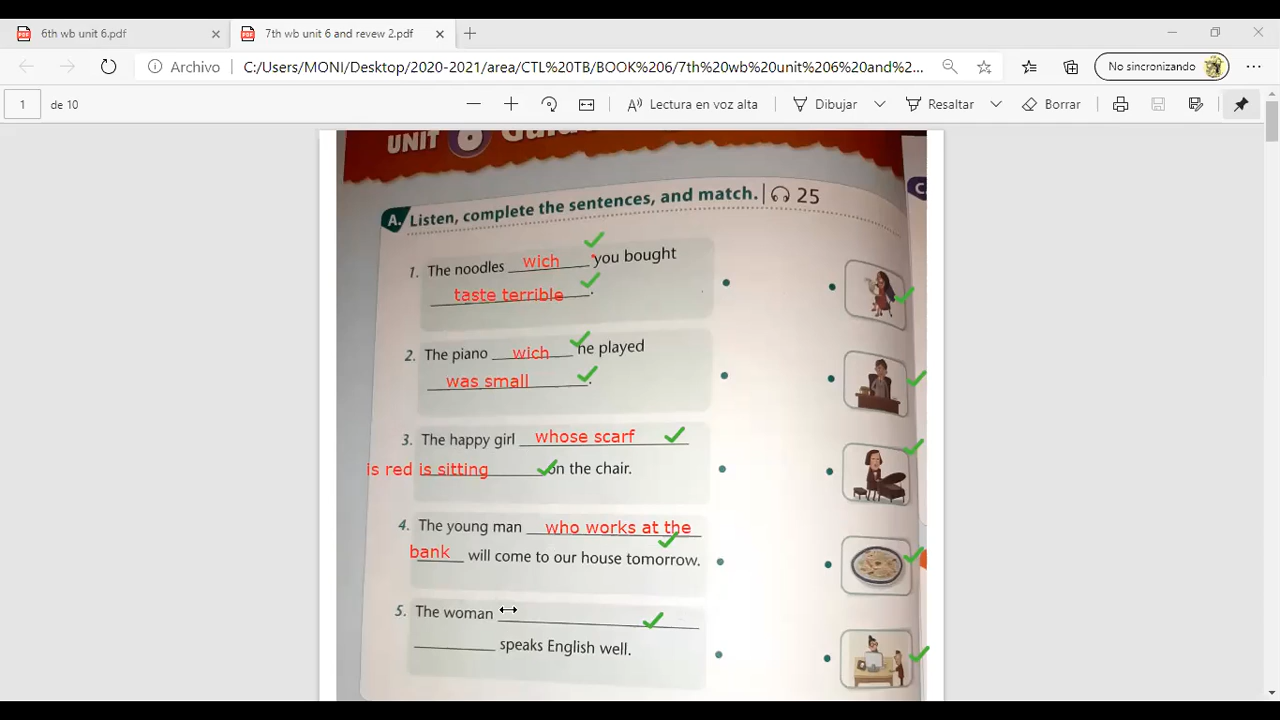 6th wb unit 6.pdf
7th wb unit 6 and revew 2.pdf
Archivo
C:/Users/MONI/Desktop/2020-2021/area/CTL%20TB/BOOK%206/7th%20wb%20unit%206%20and%2...
No sincronizando
1 de 10
Lectura en voz alta
Dibujar
Resaltar
Borrar
UNIT 6
A. Listen, complete the sentences, and match. 25
1. The noodles wich you bought
taste terrible.
2. The piano wich he played
was small.
3. The happy girl whose scarf
is red is sitting on the chair.
4. The young man who works at the
bank will come to our house tomorrow.
5. The woman
speaks English well.